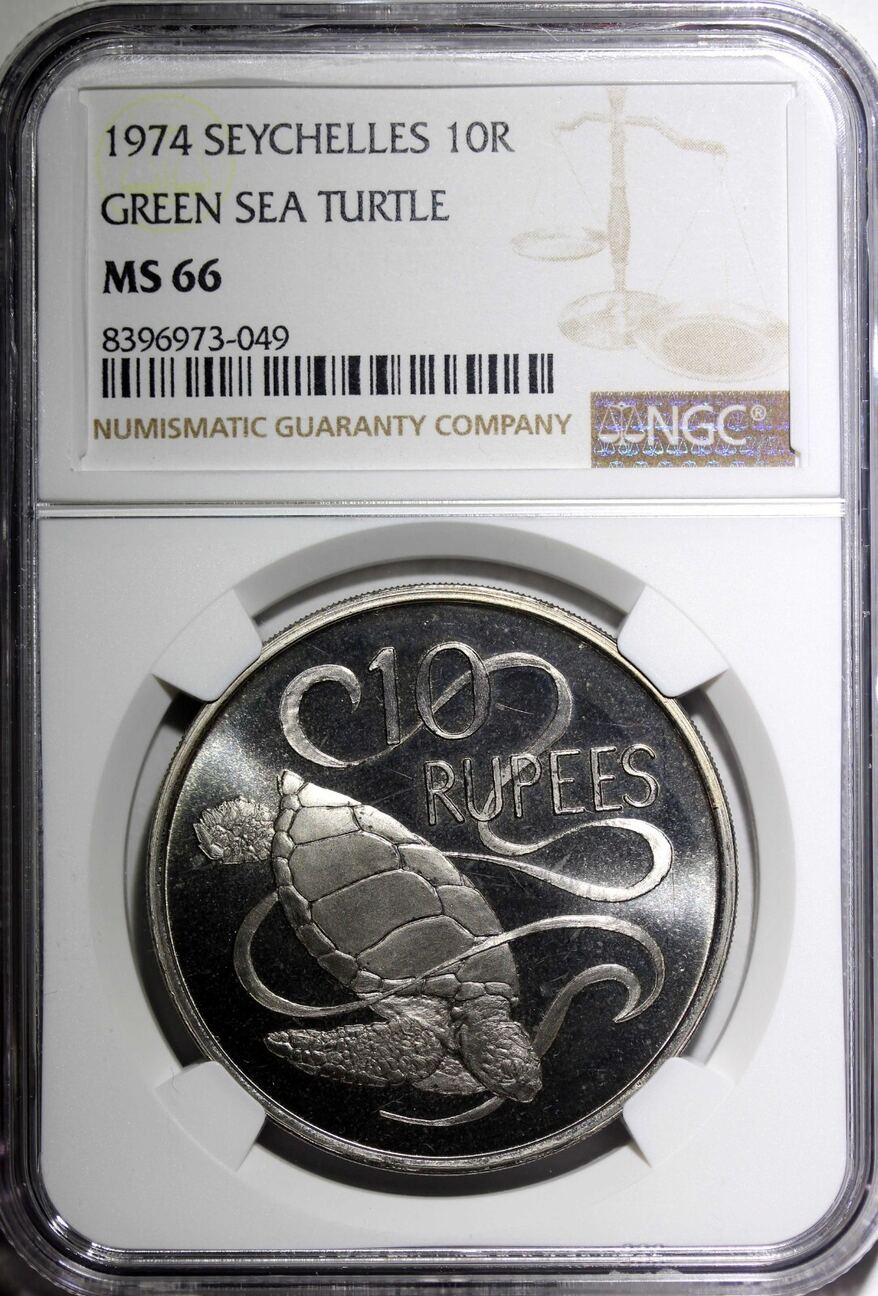 1974 SEYCHELLES 10R
GREEN SEA TURTLE
MS 66
8396973-049
NUMISMATIC GUARANTY COMPANY
NGC®
10
RUPEES